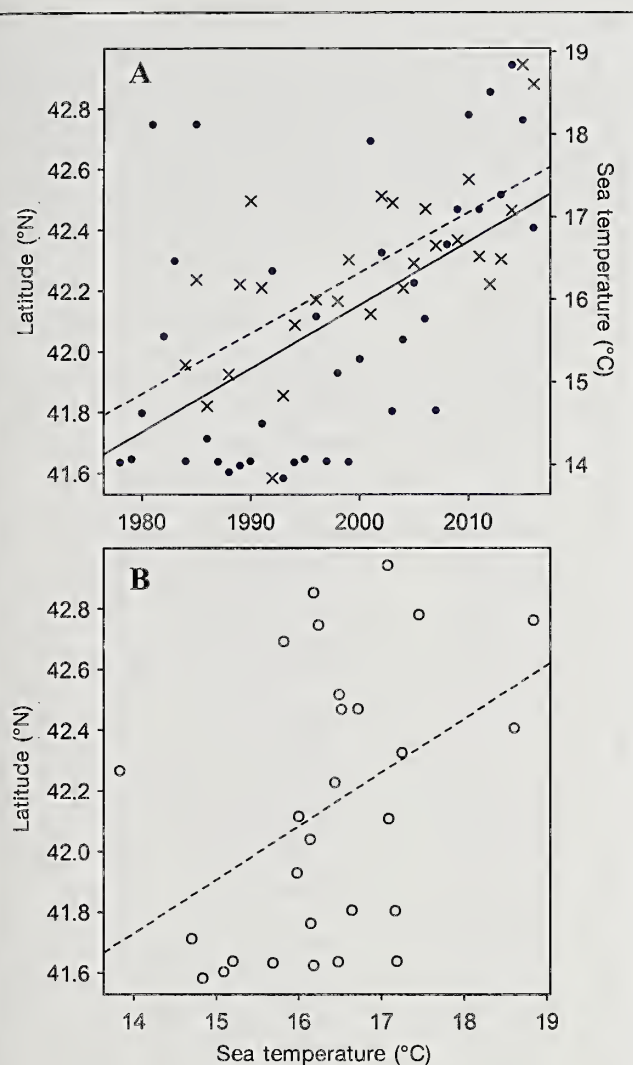 A
42.8
42.6
42.4
42.2
42.0
41.8
41.6
Latitude (°N)
19
18
17
16
15
14
Sea temperature
(°C)
1980 1990 2000 2010
B
42.8
42.6
42.4
42.2
42.0
41.8
41.6
Latitude (°N)
14 15 16 17 18 19
Sea temperature (°C)